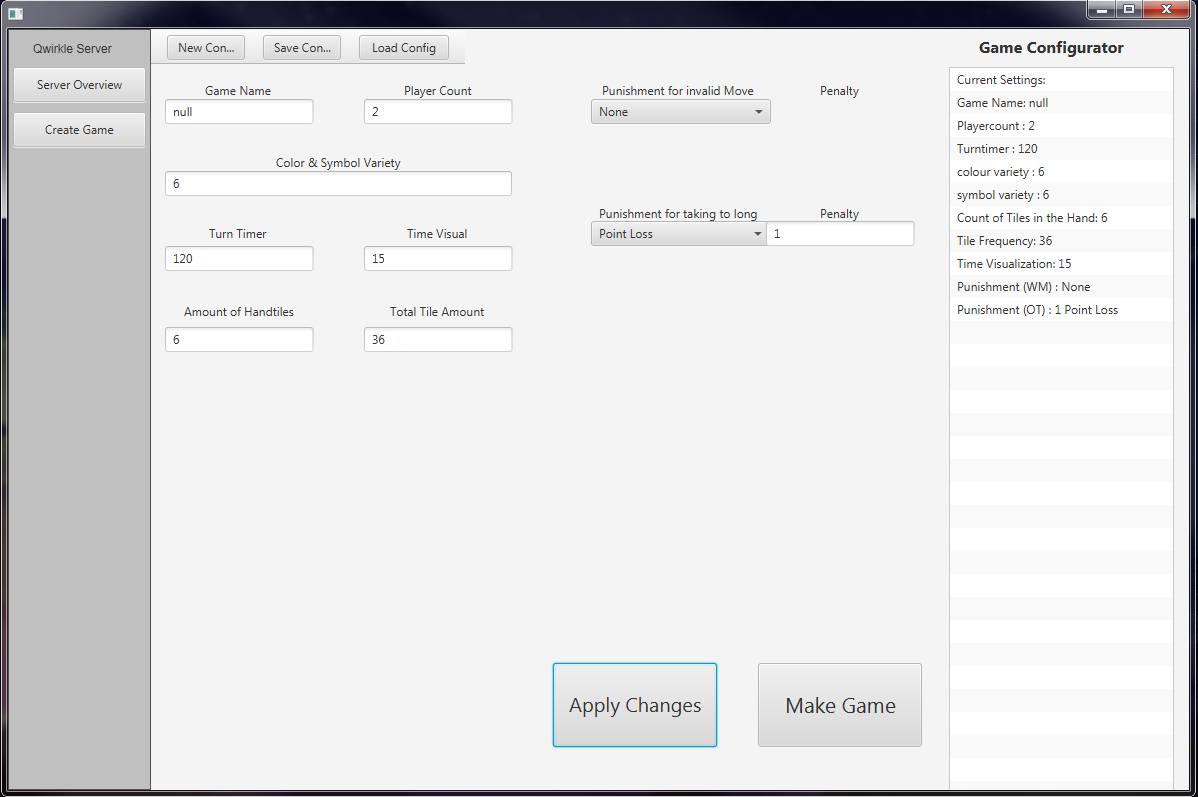 Qwirkle Server
Server Overview
Create Game
New Con...
Save Con...
Load Config
Game Name
Player Count
null
2
Color & Symbol Variety
6
Turn Timer
Time Visual
120
15
Amount of Handtiles
Total Tile Amount
6
36
Punishment for invalid Move
Penalty
None
Punishment for taking to long
Penalty
Point Loss
1
Apply Changes
Make Game
Game Configurator
Current Settings:
Game Name: null
Playercount : 2
Turntimer : 120
colour variety : 6
symbol variety : 6
Count of Tiles in the Hand: 6
Tile Frequency: 36
Time Visualization: 15
Punishment (WM) : None
Punishment (OT) : 1 Point Loss